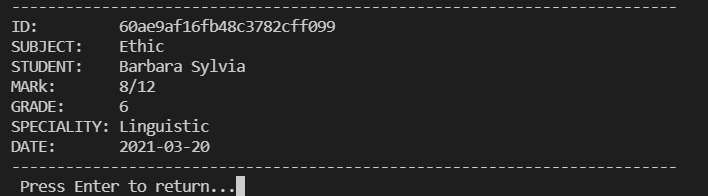 --------------------------------------------------------------------------
ID:         60ae9af16fb48c3782cff099
SUBJECT:    Ethic
STUDENT:    Barbara Sylvia
MARk:       8/12
GRADE:      6
SPECIALITY: Linguistic
DATE:       2021-03-20
--------------------------------------------------------------------------
Press Enter to return...